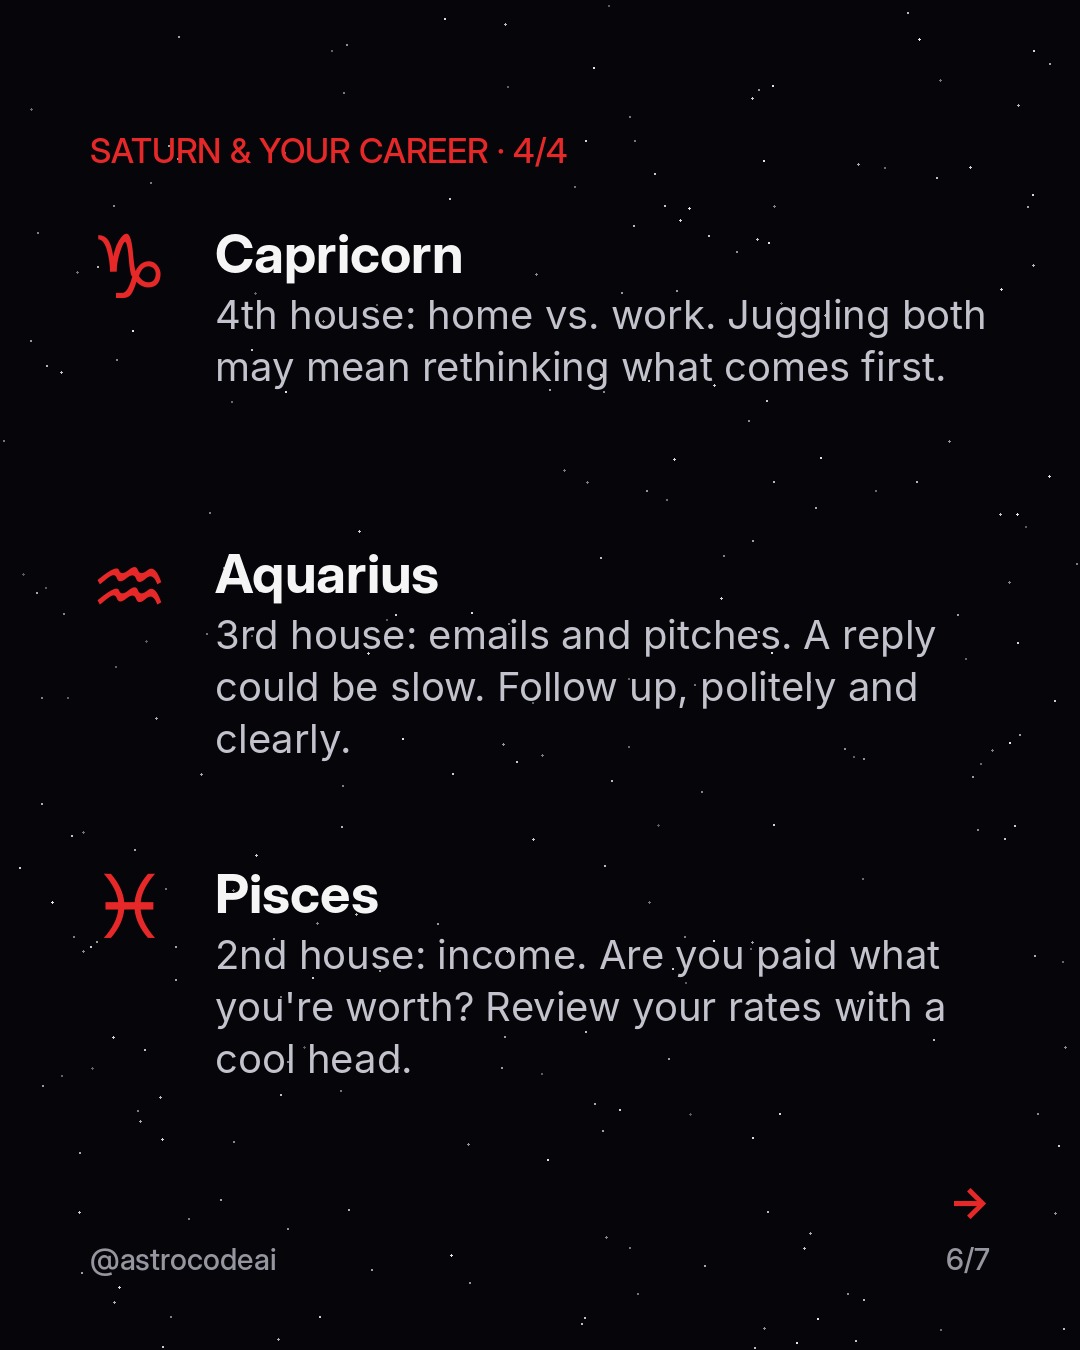 SATURN & YOUR CAREER · 4/4
♑ Capricorn
4th house: home vs. work. Juggling both
may mean rethinking what comes first.
♒ Aquarius
3rd house: emails and pitches. A reply
could be slow. Follow up, politely and
clearly.
♓ Pisces
2nd house: income. Are you paid what
you're worth? Review your rates with a
cool head.
→
@astrocodeai
6/7